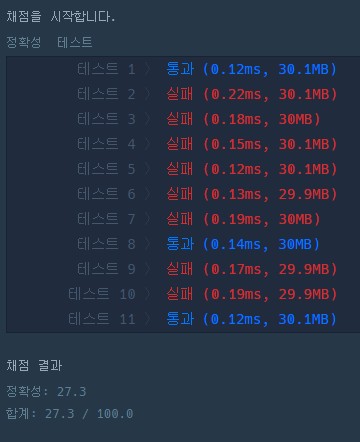 채점을 시작합니다.
정확성 테스트
테스트 1 〉 통과 (0.12ms, 30.1MB)
테스트 2 〉 실패 (0.22ms, 30.1MB)
테스트 3 〉 실패 (0.18ms, 30MB)
테스트 4 〉 실패 (0.15ms, 30.1MB)
테스트 5 〉 실패 (0.12ms, 30.1MB)
테스트 6 〉 실패 (0.13ms, 29.9MB)
테스트 7 〉 실패 (0.19ms, 30MB)
테스트 8 〉 통과 (0.14ms, 30MB)
테스트 9 〉 실패 (0.17ms, 29.9MB)
테스트 10 〉 실패 (0.19ms, 29.9MB)
테스트 11 〉 통과 (0.12ms, 30.1MB)
채점 결과
정확성: 27.3
합계: 27.3 / 100.0